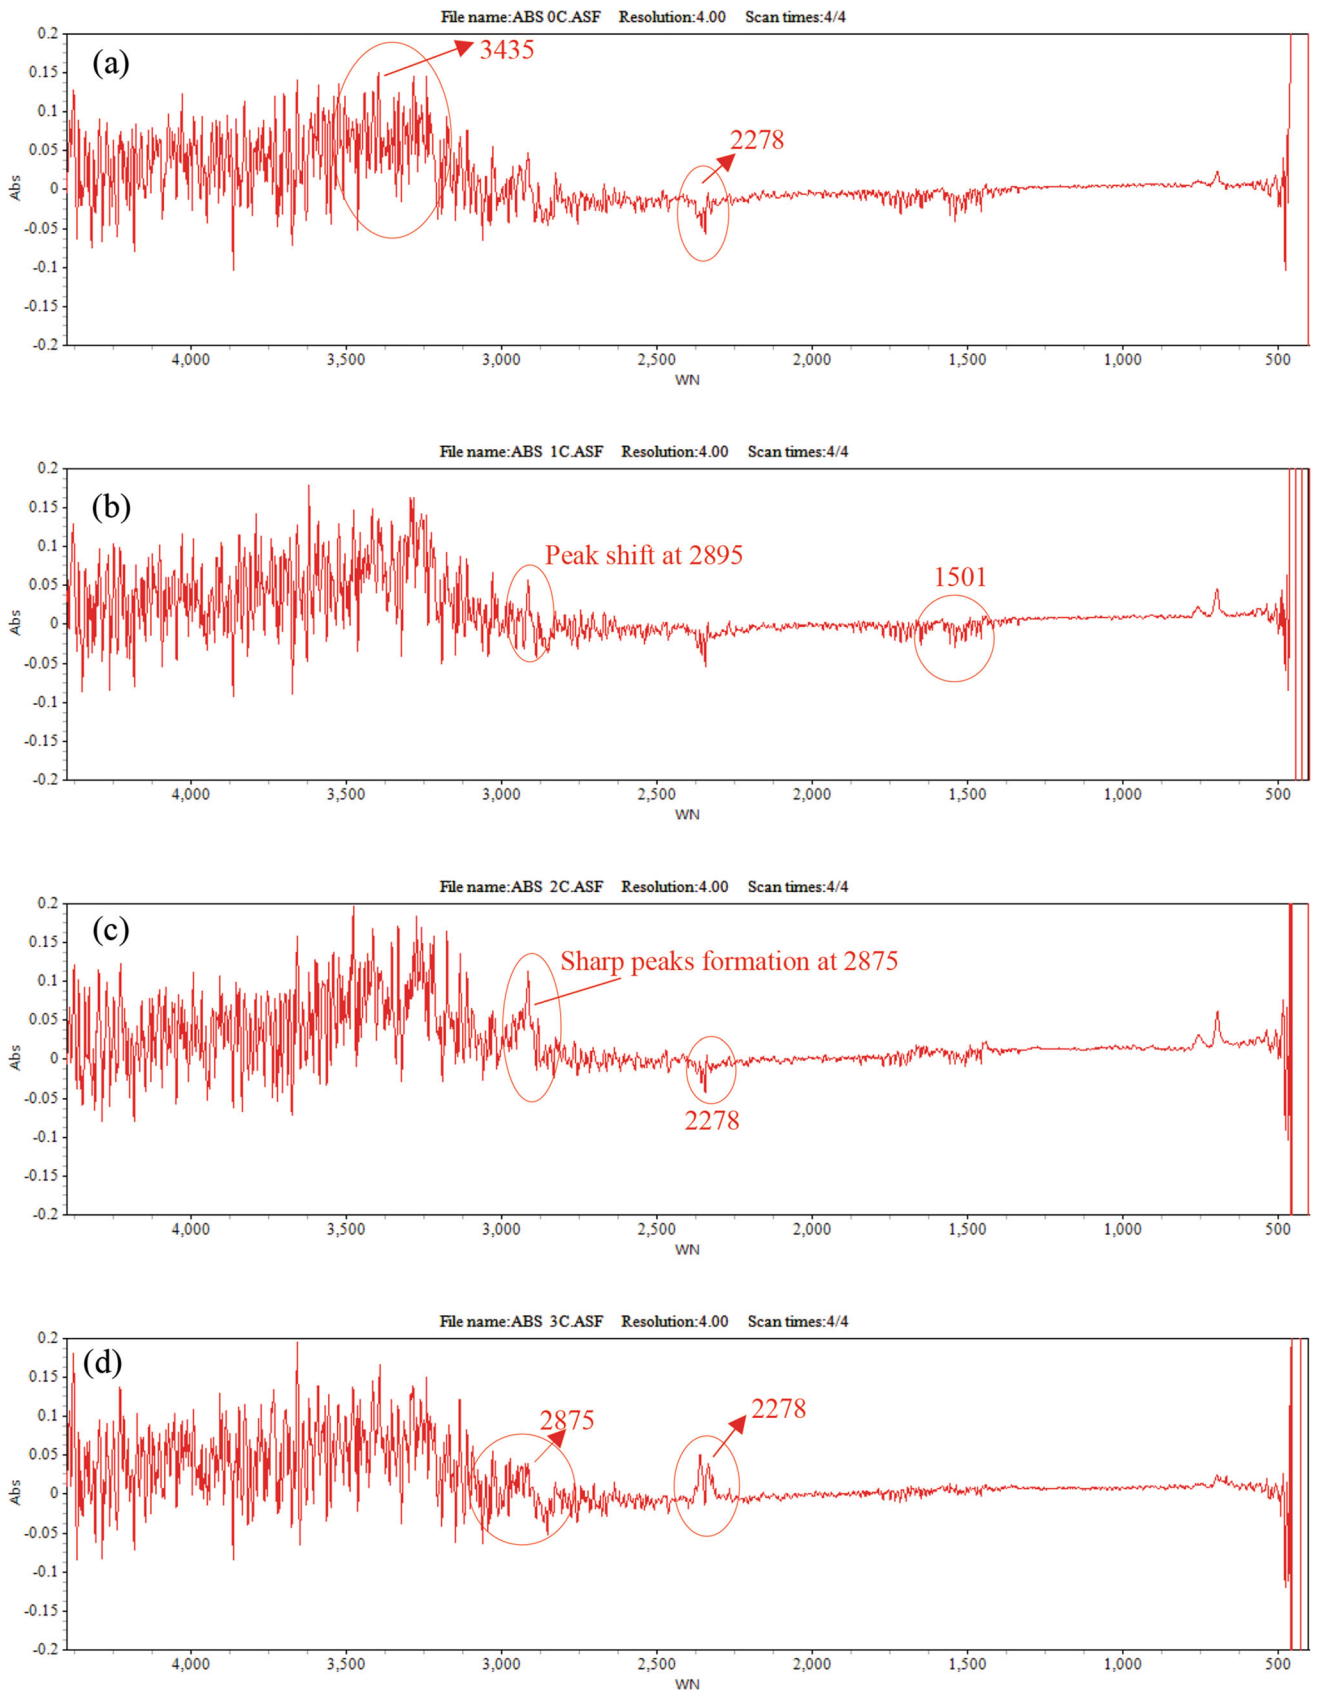 File name:ABS 0C.ASF Resolution:4.00 Scan times:4/4
(a)
3435
2278
0.2
0.15
0.1
0.05
0
-0.05
-0.1
-0.15
-0.2
Abs
4,000 3,500 3,000 2,500 2,000 1,500 1,000 500
WN
File name:ABS 1C.ASF Resolution:4.00 Scan times:4/4
(b)
Peak shift at 2895
1501
0.2
0.15
0.1
0.05
0
-0.05
-0.1
-0.15
-0.2
Abs
4,000 3,500 3,000 2,500 2,000 1,500 1,000 500
WN
File name:ABS 2C.ASF Resolution:4.00 Scan times:4/4
(c)
Sharp peaks formation at 2875
2278
0.2
0.15
0.1
0.05
0
-0.05
-0.1
-0.15
-0.2
Abs
4,000 3,500 3,000 2,500 2,000 1,500 1,000 500
WN
File name:ABS 3C.ASF Resolution:4.00 Scan times:4/4
(d)
2875
2278
0.2
0.15
0.1
0.05
0
-0.05
-0.1
-0.15
-0.2
Abs
4,000 3,500 3,000 2,500 2,000 1,500 1,000 500
WN